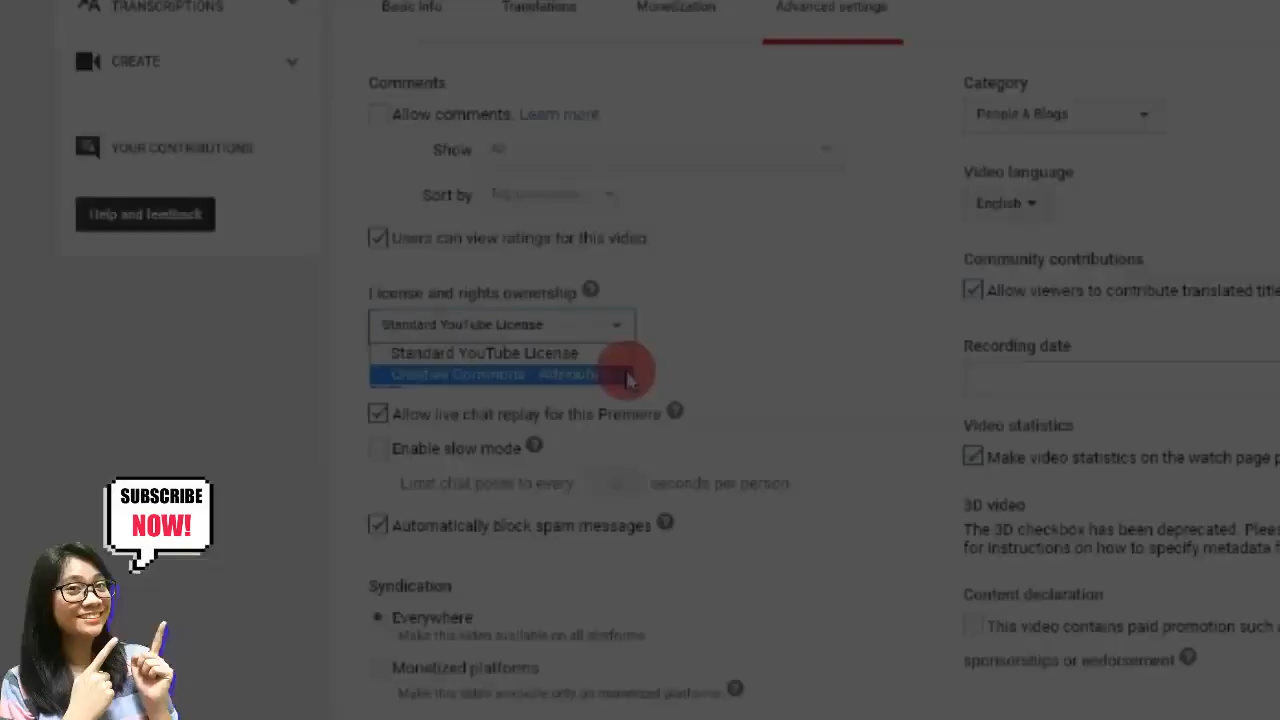 TRANSCRIPTIONS
CREATE
YOUR CONTRIBUTIONS
Help and feedback
Basic info
Translations
Monetization
Advanced settings
Comments
Allow comments. Learn more
Show
Sort by
Users can view ratings for this video
License and rights ownership
Standard YouTube License
Standard YouTube License
Creative Commons - Attributi
Allow live chat replay for this Premiere
Enable slow mode
Limit chat posts to every
seconds per person
Automatically block spam messages
Syndication
Everywhere
Make this video available on all platforms
Monetized platforms
Make this video available only on monetized platforms
Category
People & Blogs
Video language
English
Community contributions
Allow viewers to contribute translated title
Recording date
Video statistics
Make video statistics on the watch page p
3D video
The 3D checkbox has been deprecated. Pleas
for instructions on how to specify metadata f
Content declaration
This video contains paid promotion such a
sponsorships or endorsement
SUBSCRIBE
NOW!